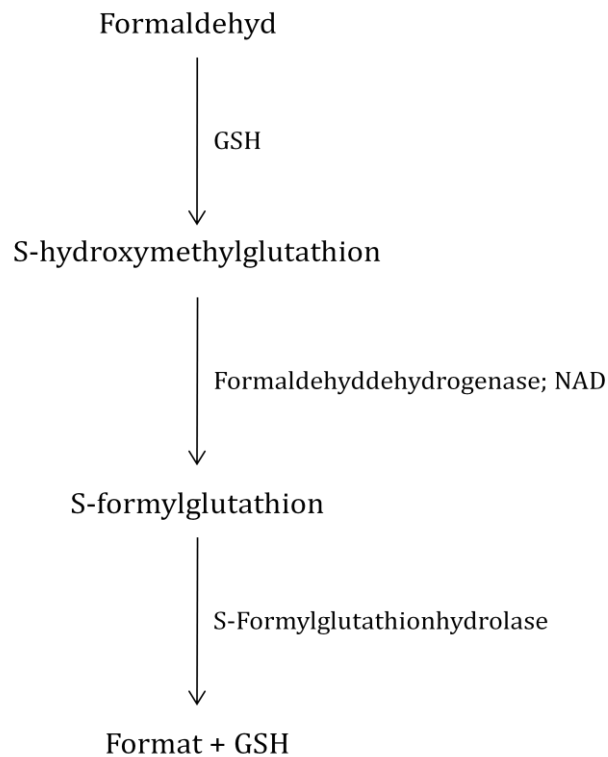 Formaldehyd
GSH
S-hydroxymethylglutathion
Formaldehyddehydrogenase; NAD
S-formylglutathion
S-Formylglutathionhydrolase
Format + GSH